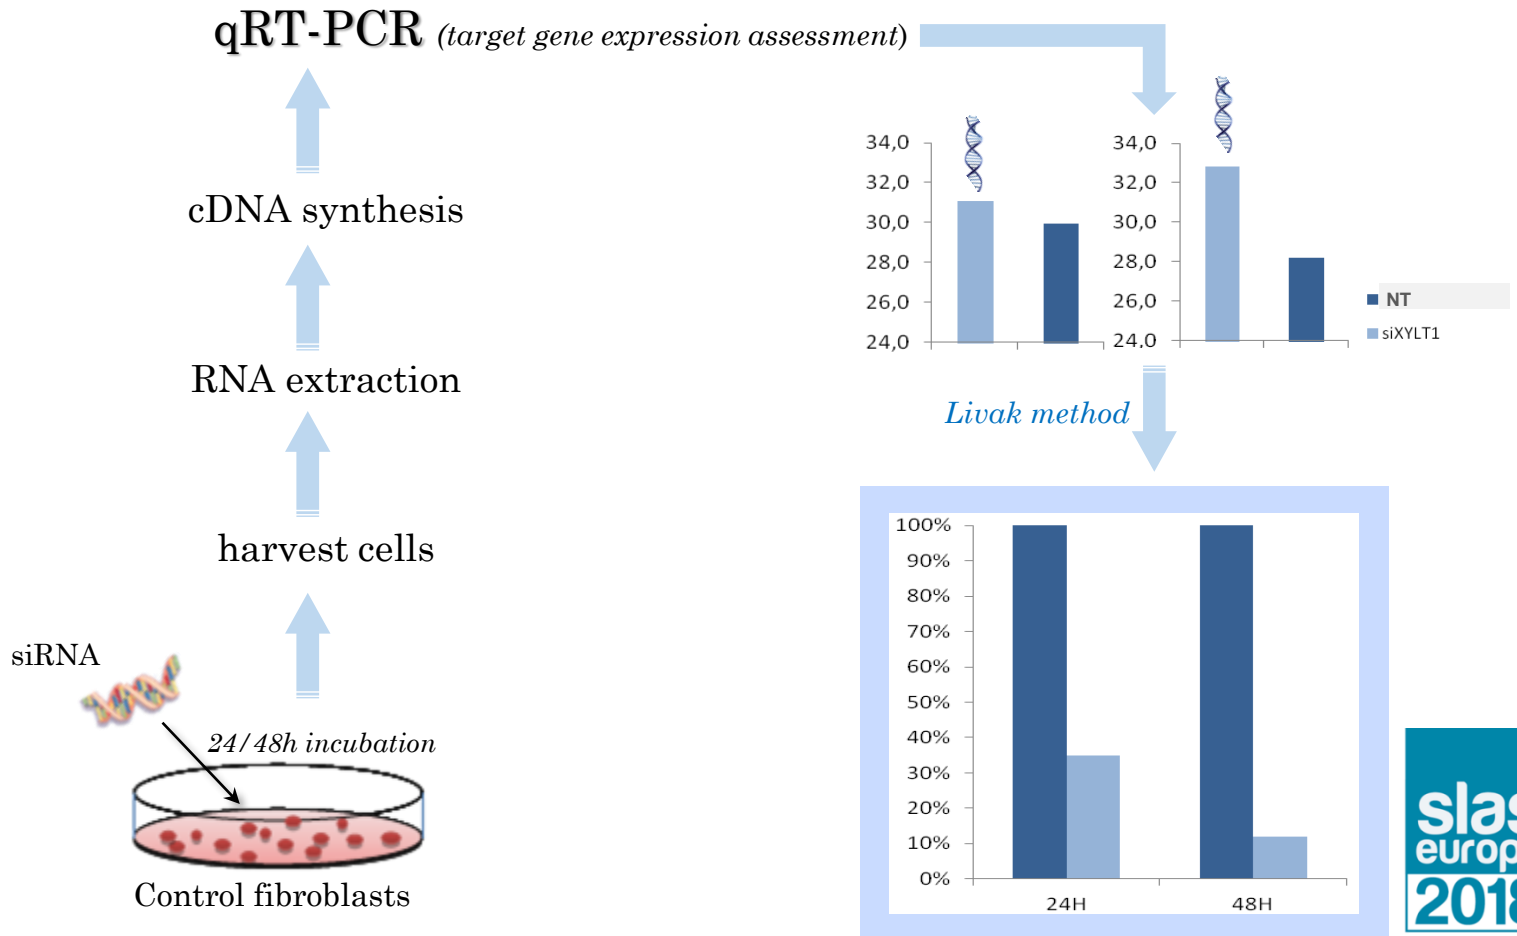 qRT-PCR (target gene expression assessment)
cDNA synthesis
RNA extraction
harvest cells
siRNA
24/48h incubation
Control fibroblasts
34,0
32,0
30,0
28,0
26,0
24,0
34,0
32,0
30,0
28,0
26,0
24,0
NT
siXYLT1
Livak method
100%
90%
80%
70%
60%
50%
40%
30%
20%
10%
0%
24H
48H
slas
europ
2018